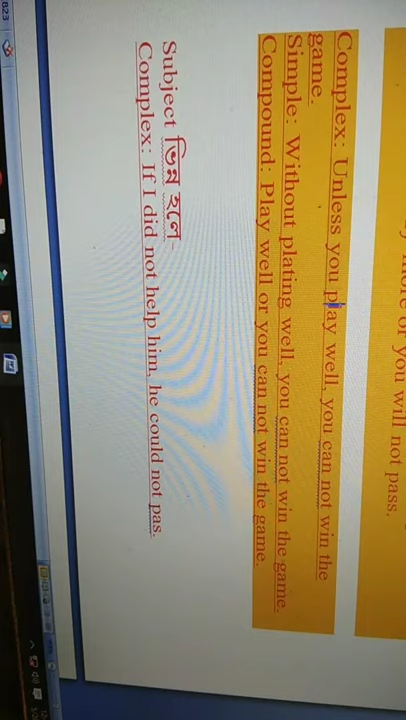 more or you will not pass.
Complex: Unless you play well, you can not win the
game.
Simple: Without plating well, you can not win the game.
Compound: Play well or you can not win the game.
Subject ভিন্ন হলে-
Complex: If I did not help him, he could not pas.
823